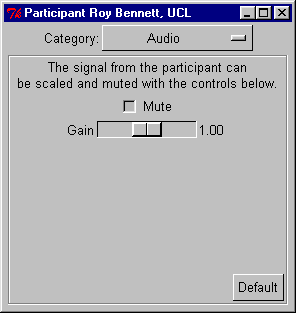 Participant Roy Bennett, UCL
Category: Audio
The signal from the participant can
be scaled and muted with the controls below.
Mute
Gain 1.00
Default